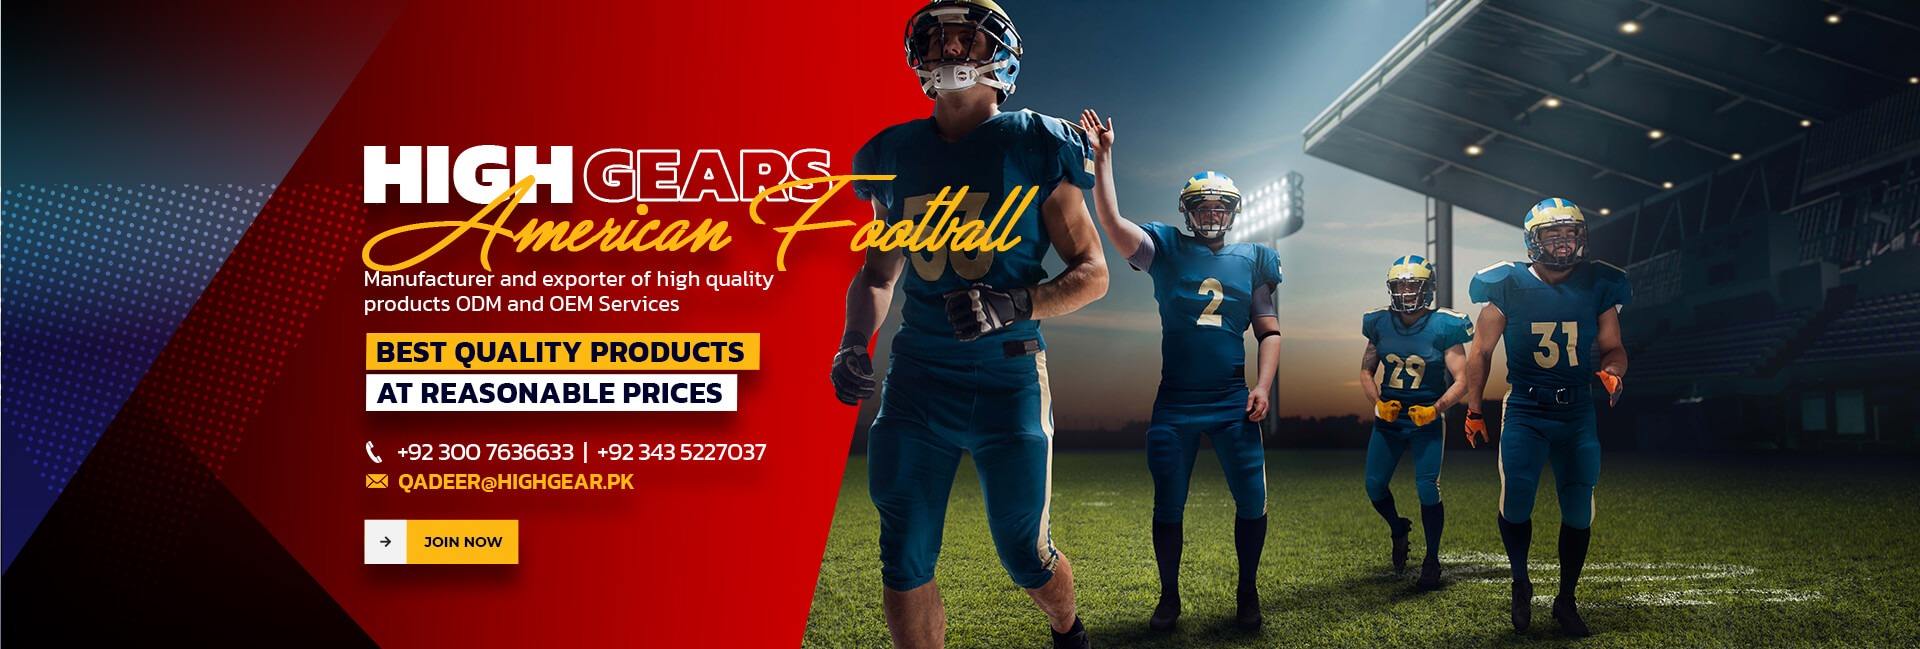 HIGH GEARS
American Football
Manufacturer and exporter of high quality
products ODM and OEM Services
BEST QUALITY PRODUCTS
AT REASONABLE PRICES
+92 300 7636633 | +92 343 5227037
QADEER@HIGHGEAR.PK
→ JOIN NOW
33
2
29
31